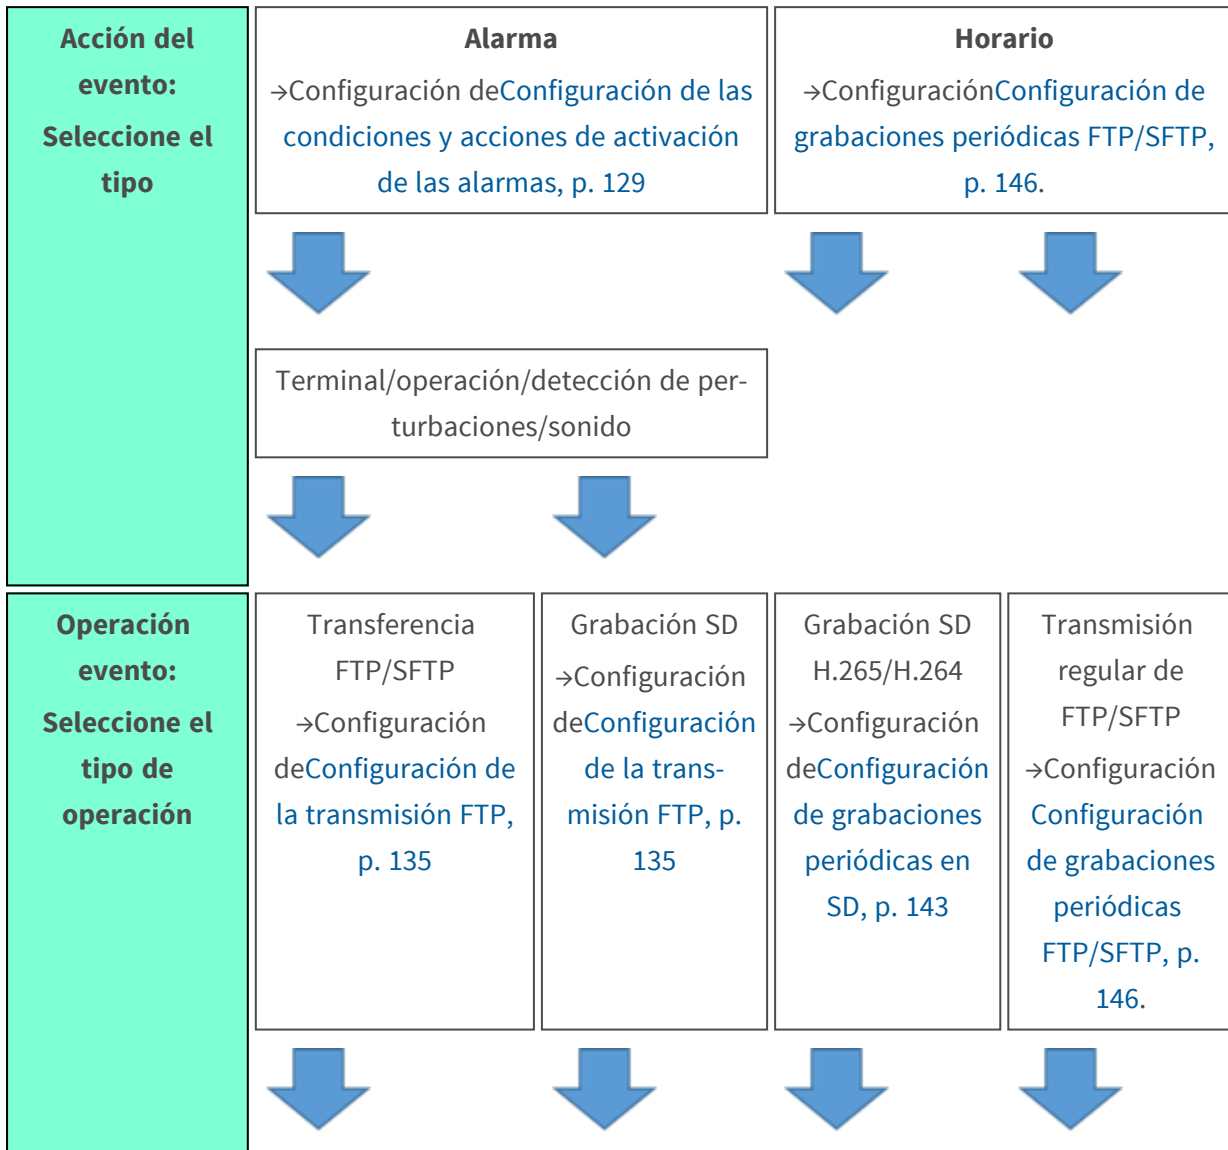 Acción del
evento:
Seleccione el
tipo
Alarma
→Configuración deConfiguración de las
condiciones y acciones de activación
de las alarmas, p. 129
Horario
→ConfiguraciónConfiguración de
grabaciones periódicas FTP/SFTP,
p. 146.
Terminal/operación/detección de per-
turbaciones/sonido
Operación
evento:
Seleccione el
tipo de
operación
Transferencia
FTP/SFTP
→Configuración
deConfiguración de
la transmisión FTP,
p. 135
Grabación SD
→Configuración
deConfiguración
de la trans-
misión FTP, p.
135
Grabación SD
H.265/H.264
→Configuración
deConfiguración
de grabaciones
periódicas en
SD, p. 143
Transmisión
regular de
FTP/SFTP
→Configuración
Configuración
de grabaciones
periódicas
FTP/SFTP, p.
146.